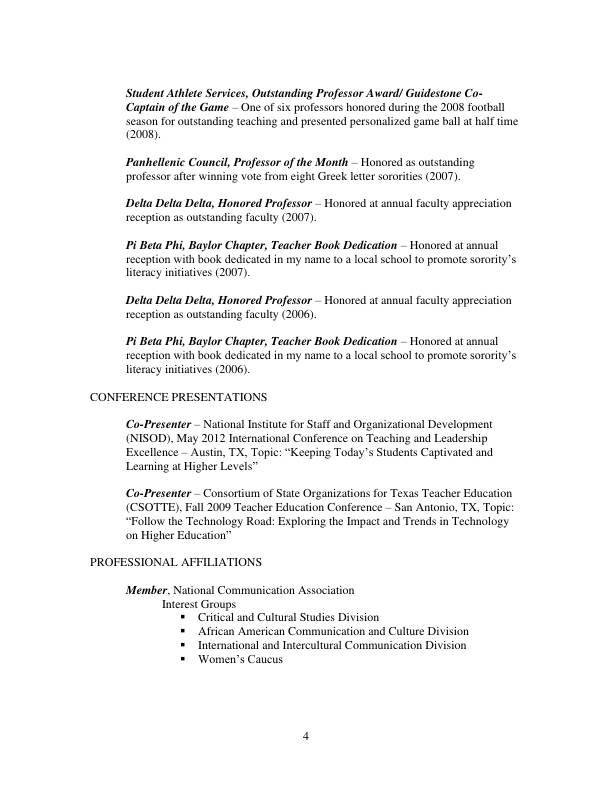 Student Athlete Services, Outstanding Professor Award/ Guidestone Co-
Captain of the Game – One of six professors honored during the 2008 football
season for outstanding teaching and presented personalized game ball at half time
(2008).
Panhellenic Council, Professor of the Month – Honored as outstanding
professor after winning vote from eight Greek letter sororities (2007).
Delta Delta Delta, Honored Professor – Honored at annual faculty appreciation
reception as outstanding faculty (2007).
Pi Beta Phi, Baylor Chapter, Teacher Book Dedication – Honored at annual
reception with book dedicated in my name to a local school to promote sorority’s
literacy initiatives (2007).
Delta Delta Delta, Honored Professor – Honored at annual faculty appreciation
reception as outstanding faculty (2006).
Pi Beta Phi, Baylor Chapter, Teacher Book Dedication – Honored at annual
reception with book dedicated in my name to a local school to promote sorority’s
literacy initiatives (2006).
CONFERENCE PRESENTATIONS
Co-Presenter – National Institute for Staff and Organizational Development
(NISOD), May 2012 International Conference on Teaching and Leadership
Excellence – Austin, TX, Topic: “Keeping Today’s Students Captivated and
Learning at Higher Levels”
Co-Presenter – Consortium of State Organizations for Texas Teacher Education
(CSOTTE), Fall 2009 Teacher Education Conference – San Antonio, TX, Topic:
“Follow the Technology Road: Exploring the Impact and Trends in Technology
on Higher Education”
PROFESSIONAL AFFILIATIONS
Member, National Communication Association
Interest Groups
▪ Critical and Cultural Studies Division
▪ African American Communication and Culture Division
▪ International and Intercultural Communication Division
▪ Women’s Caucus
4